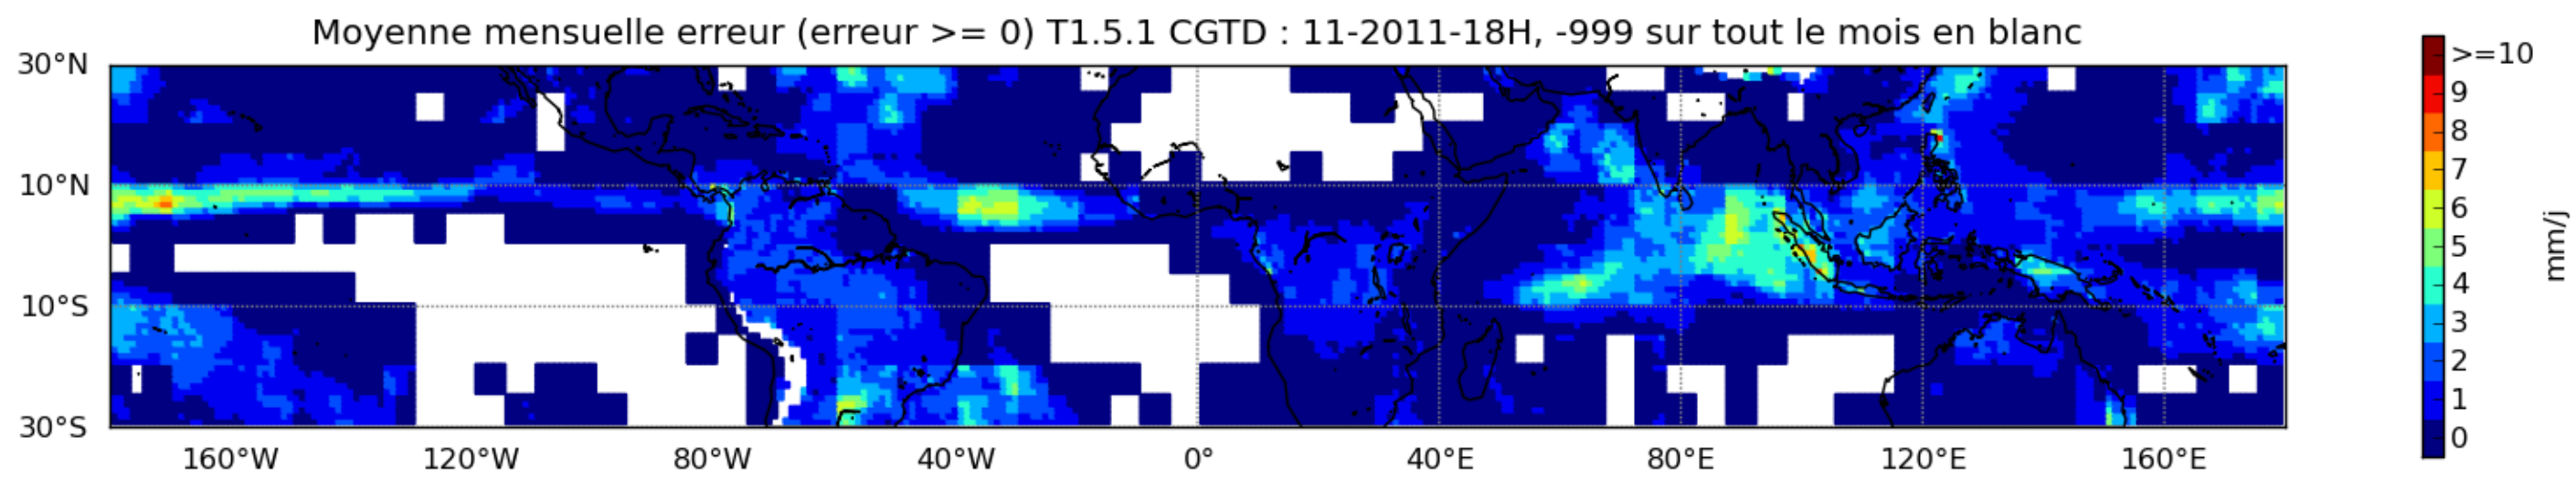 Moyenne mensuelle erreur (erreur >= 0) T1.5.1 CGTD : 11-2011-18H, -999 sur tout le mois en blanc
30°N
10°N
10°S
30°S
160°W 120°W 80°W 40°W 0° 40°E 80°E 120°E 160°E
>=10
9
8
7
6
5
4
3
2
1
0
mm/j